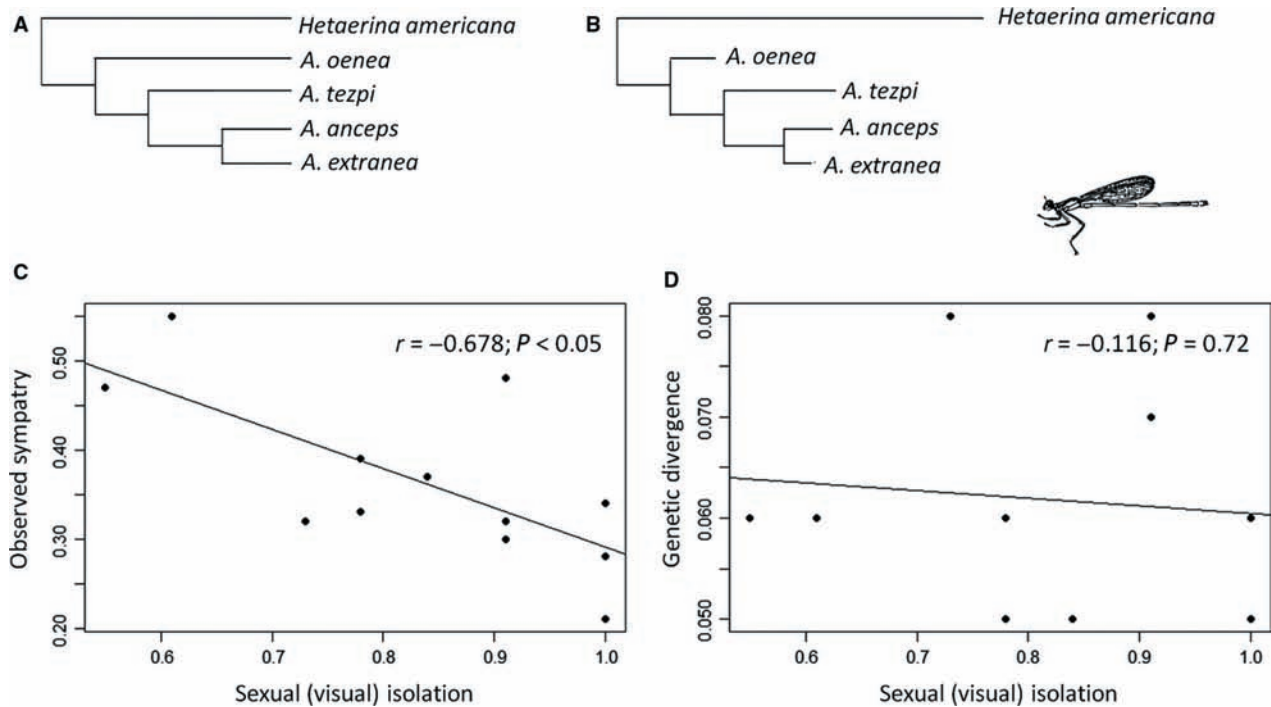 A
Hetaerina americana
A. oenea
A. tezpi
A. anceps
A. extranea
B
Hetaerina americana
A. oenea
A. tezpi
A. anceps
A. extranea
C
r = −0.678; P < 0.05
Observed sympatry
0.50
0.40
0.30
0.20
0.6 0.7 0.8 0.9 1.0
Sexual (visual) isolation
D
r = −0.116; P = 0.72
Genetic divergence
0.080
0.070
0.060
0.050
0.6 0.7 0.8 0.9 1.0
Sexual (visual) isolation